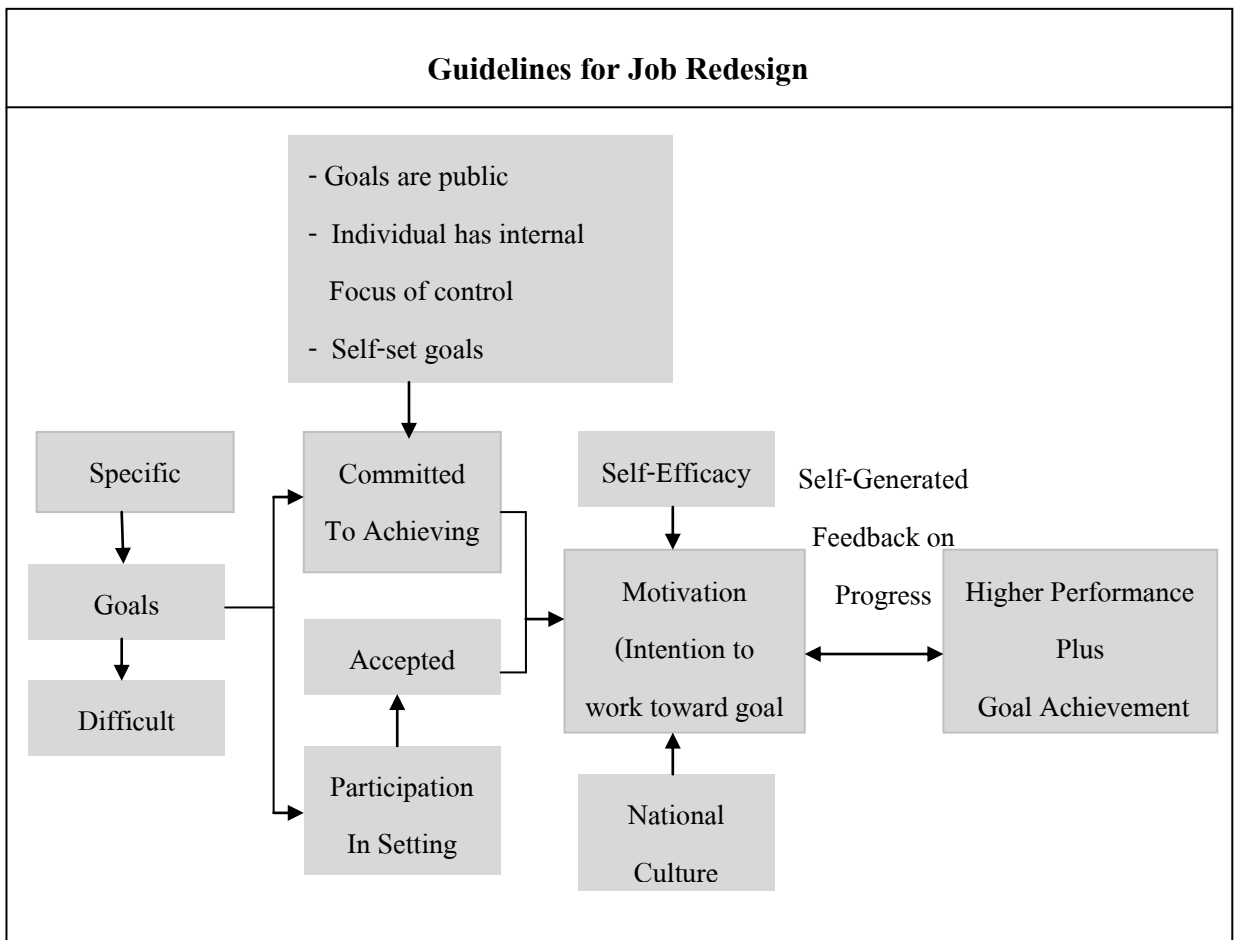 Guidelines for Job Redesign
- Goals are public
- Individual has internal
Focus of control
- Self-set goals
Specific
Goals
Difficult
Committed
To Achieving
Accepted
Participation
In Setting
Self-Efficacy
Motivation
(Intention to
work toward goal
National
Culture
Self-Generated
Feedback on
Progress
Higher Performance
Plus
Goal Achievement